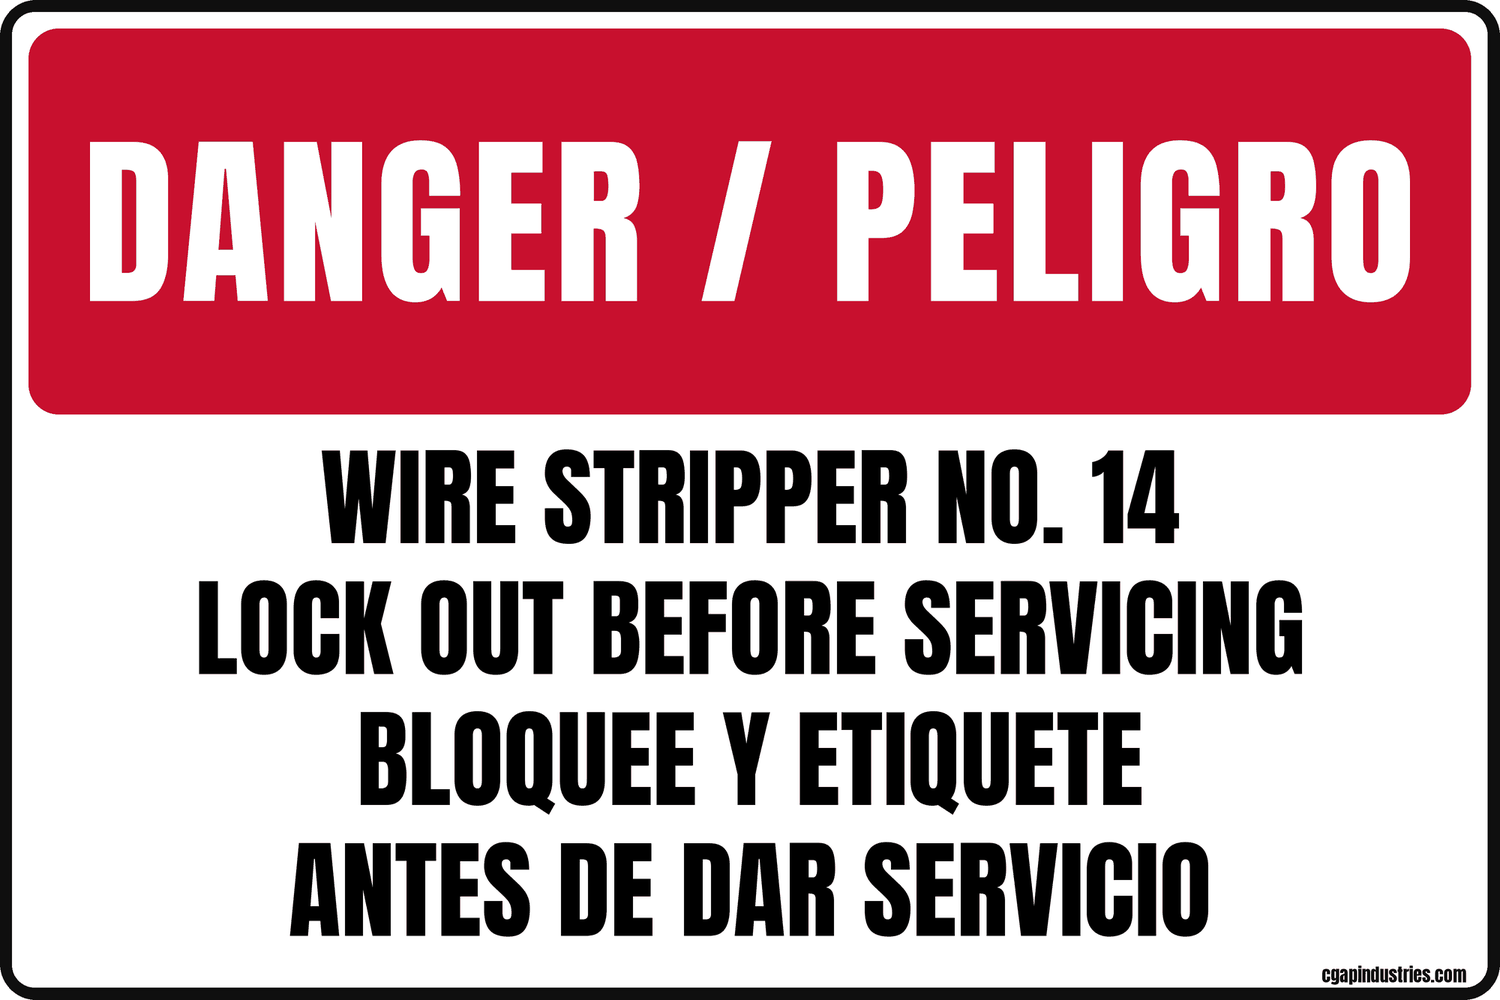 DANGER / PELIGRO
WIRE STRIPPER NO. 14
LOCK OUT BEFORE SERVICING
BLOQUEE Y ETIQUETE
ANTES DE DAR SERVICIO
cgapindustries.com